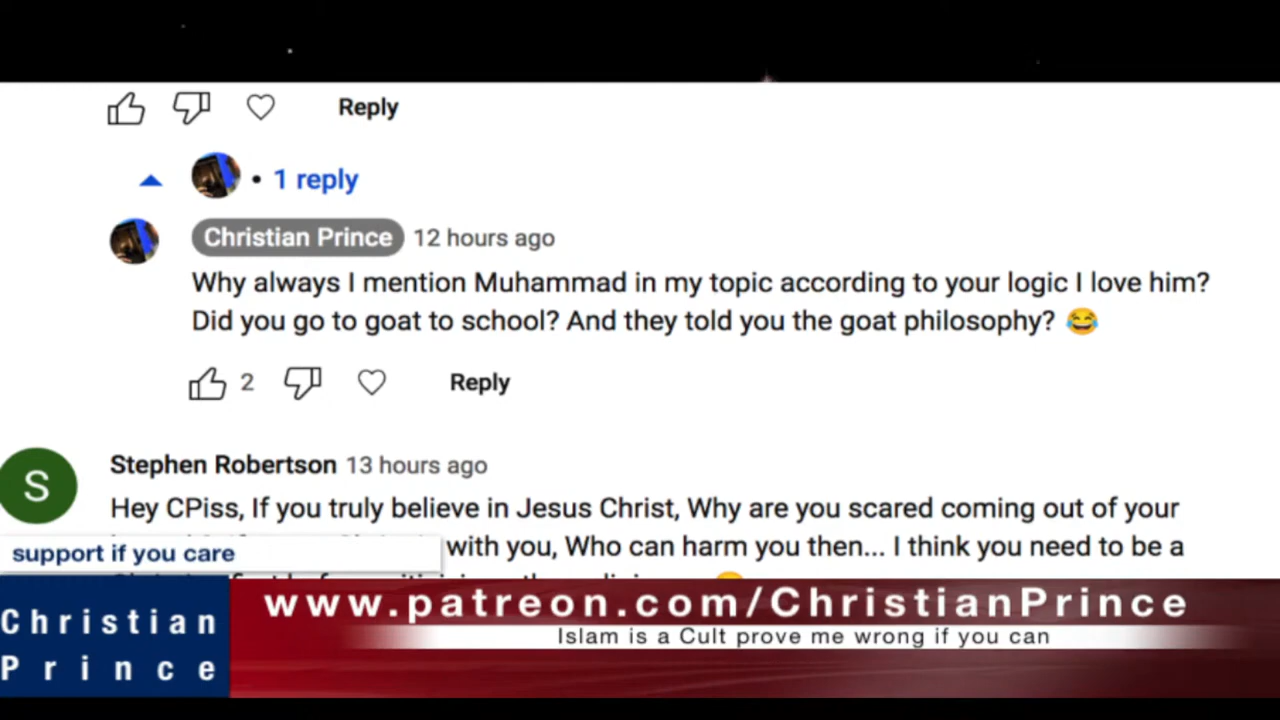 Reply
• 1 reply
Christian Prince 12 hours ago
Why always I mention Muhammad in my topic according to your logic I love him?
Did you go to goat to school? And they told you the goat philosophy? 😂
2 Reply
S
Stephen Robertson 13 hours ago
Hey CPiss, If you truly believe in Jesus Christ, Why are you scared coming out of your
with you, Who can harm you then... I think you need to be a
support if you care
Christian
Prince
www.patreon.com/ChristianPrince
Islam is a Cult prove me wrong if you can